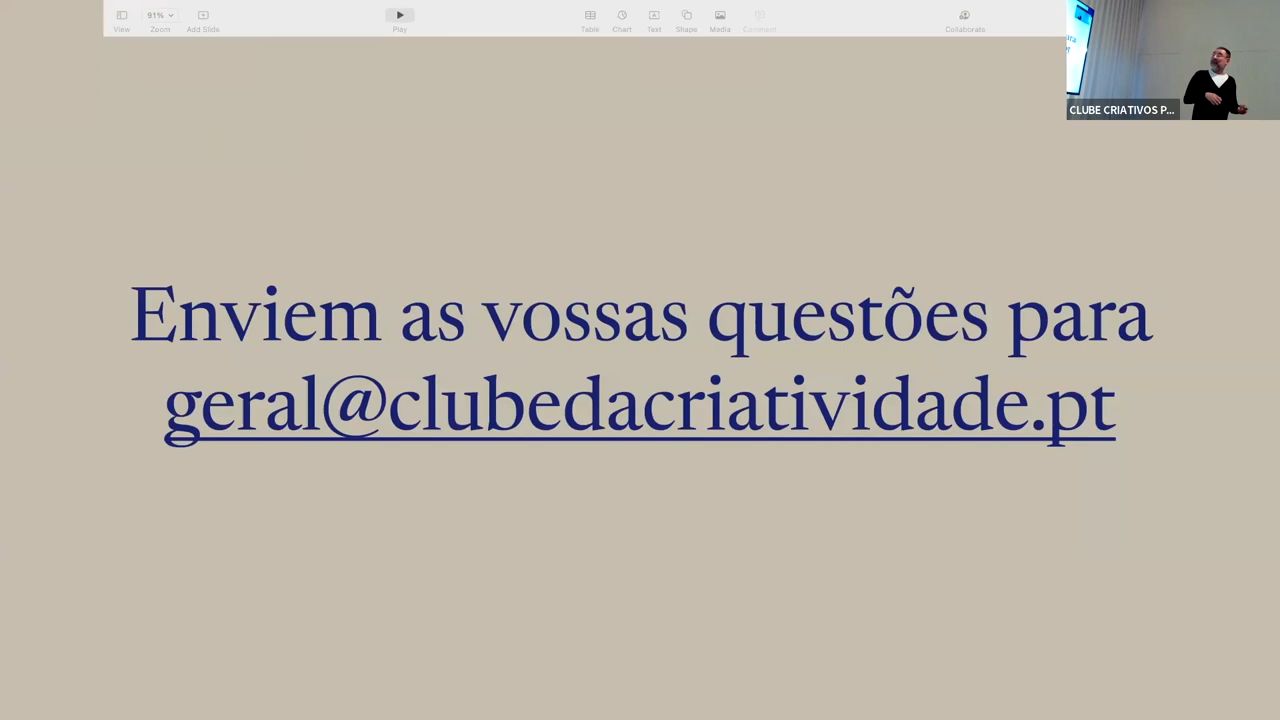 91%
View
Zoom
Add Slide
Play
Table
Chart
Text
Shape
Media
Comment
Collaborate
CLUBE CRIATIVOS P...
Enviem as vossas questões para
geral@clubedacriatividade.pt